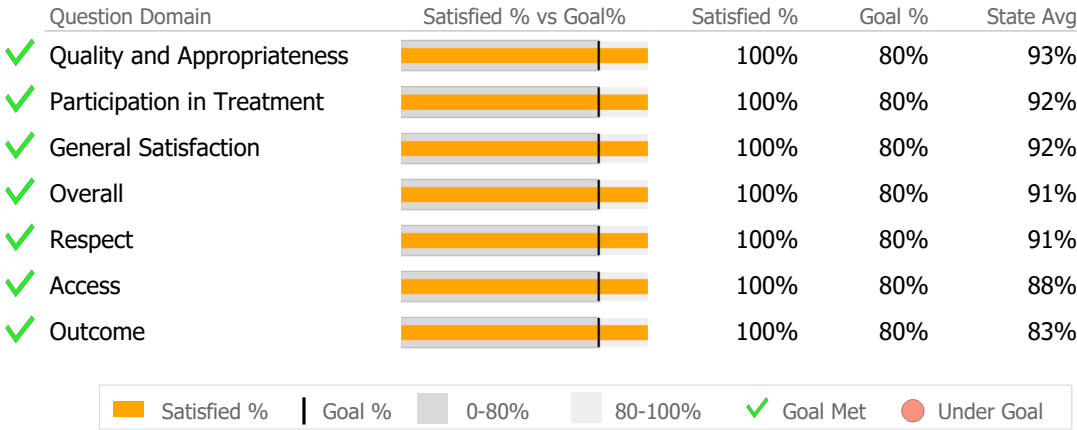 Question Domain Satisfied % vs Goal% Satisfied % Goal % State Avg
Quality and Appropriateness 100% 80% 93%
Participation in Treatment 100% 80% 92%
General Satisfaction 100% 80% 92%
Overall 100% 80% 91%
Respect 100% 80% 91%
Access 100% 80% 88%
Outcome 100% 80% 83%
Satisfied % Goal % 0-80% 80-100% Goal Met Under Goal